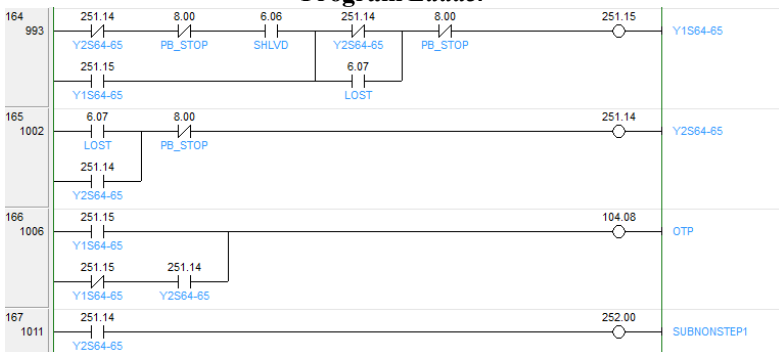 164 251.14 8.00 6.06 251.14 8.00 251.15
993 Y1S64-65
Y2S64-65 PB_STOP SHLVD Y2S64-65 PB_STOP
251.15 6.07
Y1S64-65 LOST
165 6.07 8.00 251.14
1002 Y2S64-65
LOST PB_STOP
251.14
Y2S64-65
166 251.15 104.08
1006 OTP
Y1S64-65
251.15 251.14
Y1S64-65 Y2S64-65
167 251.14 252.00
1011 SUBNONSTEP1
Y2S64-65